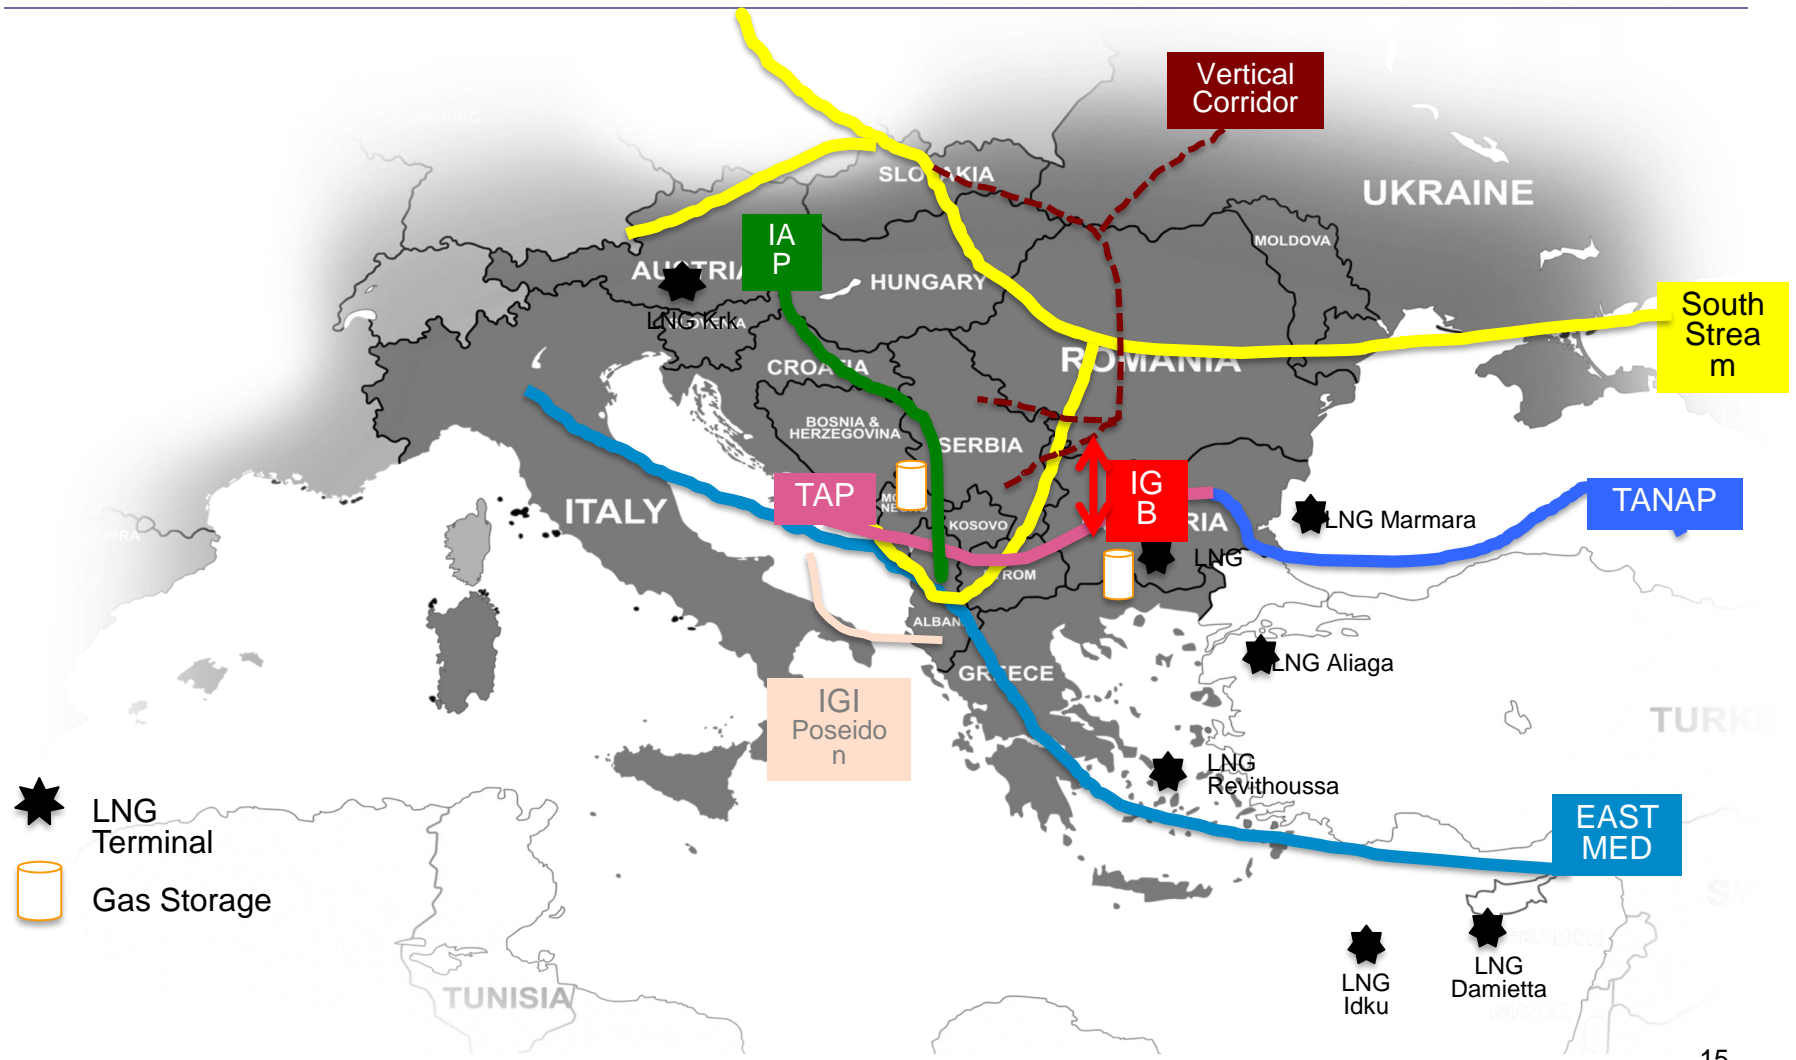 Vertical
Corridor
SLOVAKIA
UKRAINE
IA
P
MOLDOVA
AUSTRIA
HUNGARY
LNG Krk
South
Strea
m
ROMANIA
CROATIA
BOSNIA &
HERZEGOVINA
SERBIA
TAP
IG
B
TANAP
ITALY
KOSOVO
LNG Marmara
LNG
ALBAN
LNG Aliaga
GREECE
IGI
Poseido
n
TURK
LNG
Revithoussa
LNG
Terminal
EAST
MED
Gas Storage
LNG
Idku
LNG
Damietta
TUNISIA
15